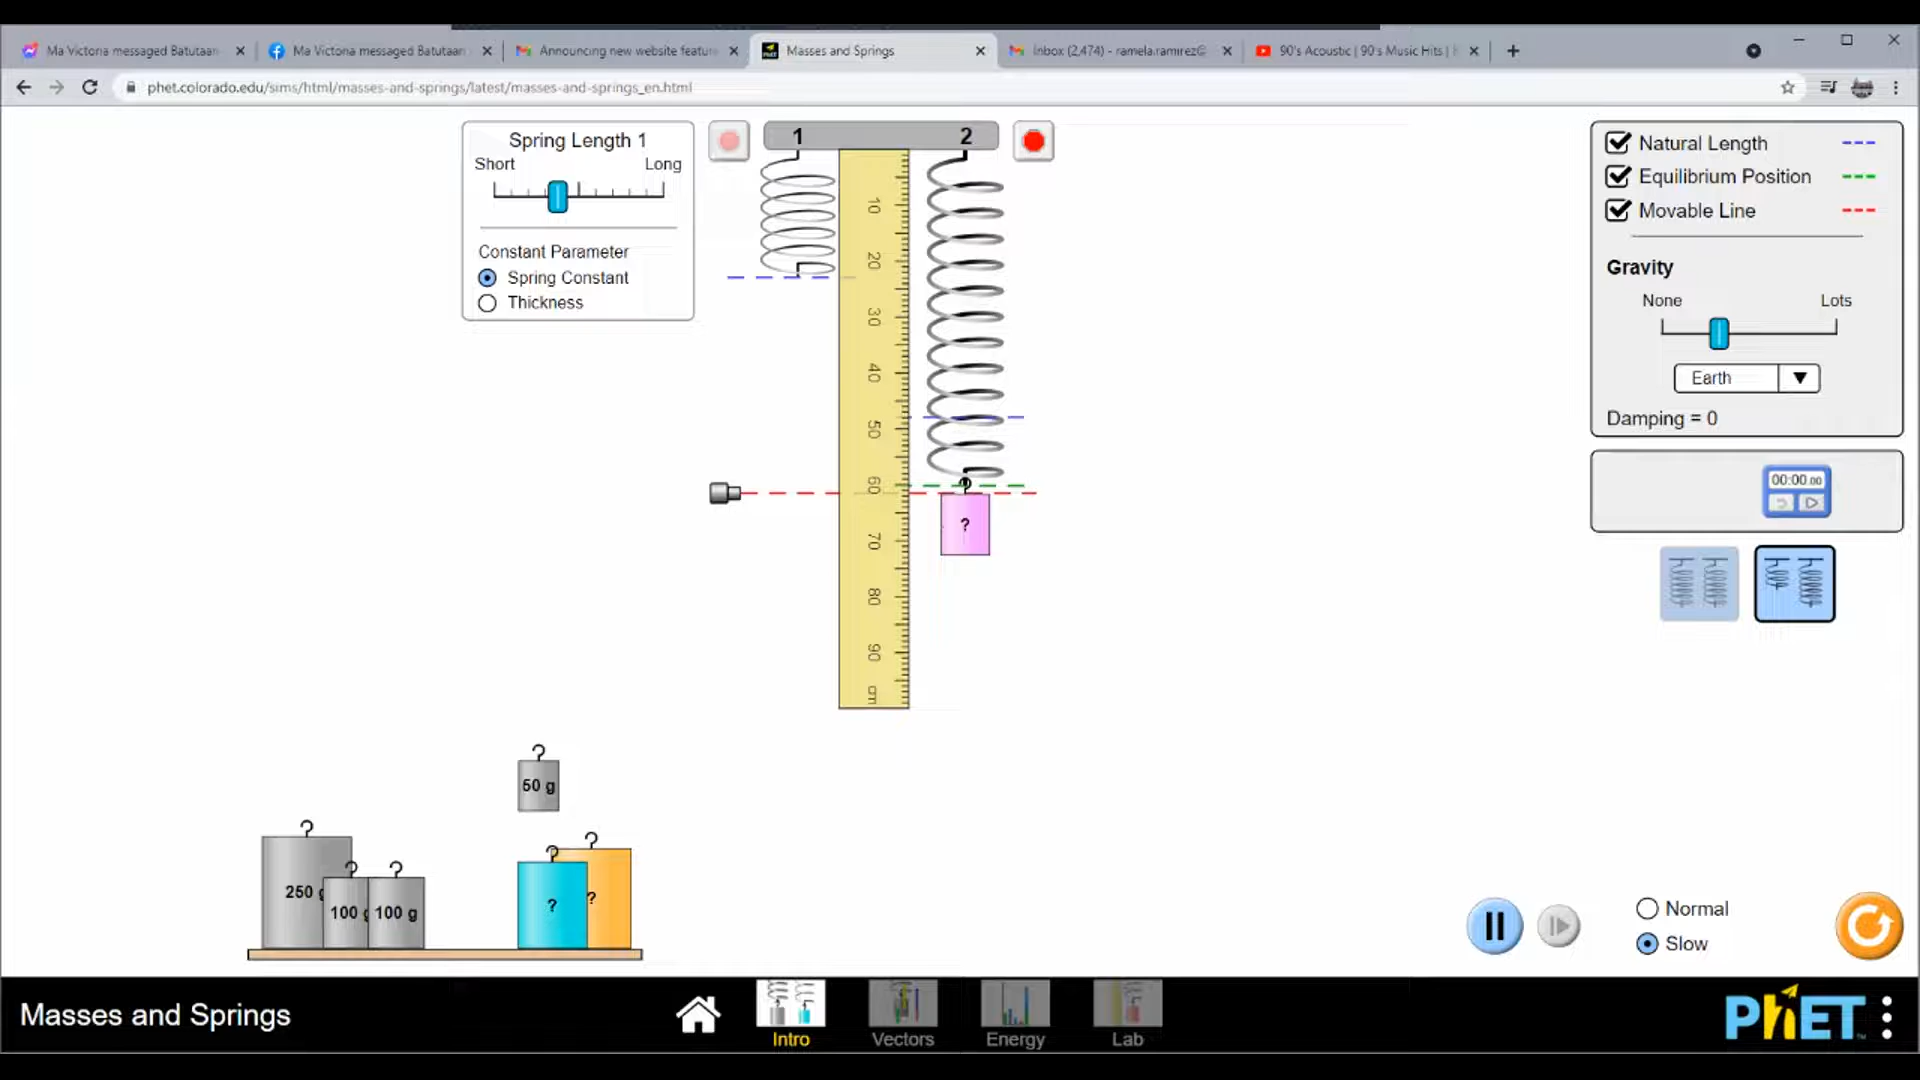 Ma Victoria messaged Batutaan
Ma Victoria messaged Batutaan
Announcing new website featur
Masses and Springs
Inbox (2,474) - ramela.ramirez@
90's Acoustic | 90's Music Hits |
phet.colorado.edu/sims/html/masses-and-springs/latest/masses-and-springs_en.html
Spring Length 1
Short Long
Constant Parameter
Spring Constant
Thickness
1 2
10
20
30
40
50
60
70
80
90
cm
?
Natural Length
Equilibrium Position
Movable Line
Gravity
None Lots
Earth
Damping = 0
00:00.00
50 g
250 g
100 g
100 g
?
?
Normal
Slow
Masses and Springs
Intro
Vectors
Energy
Lab
PhET